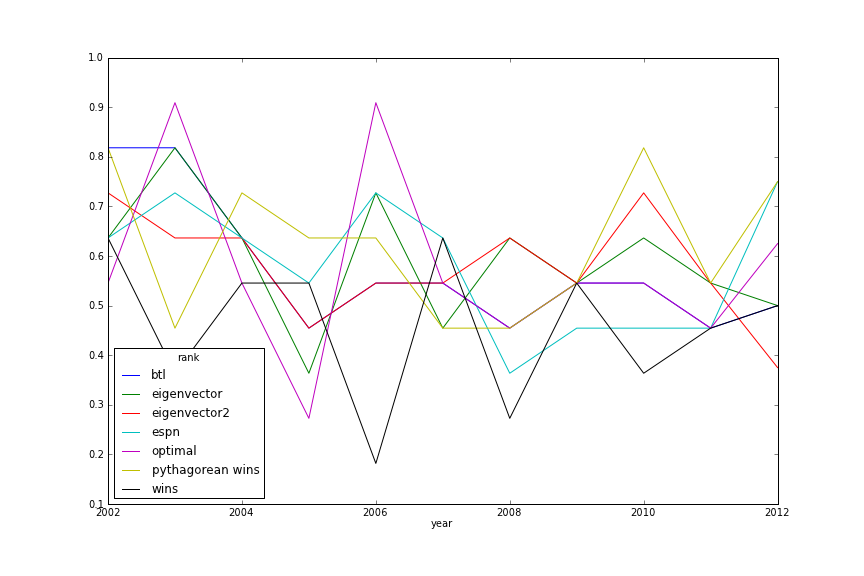 1.0
0.9
0.8
0.7
0.6
0.5
0.4
0.3
0.2
0.1
rank
btl
eigenvector
eigenvector2
espn
optimal
pythagorean wins
wins
2002 2004 2006 2008 2010 2012
year